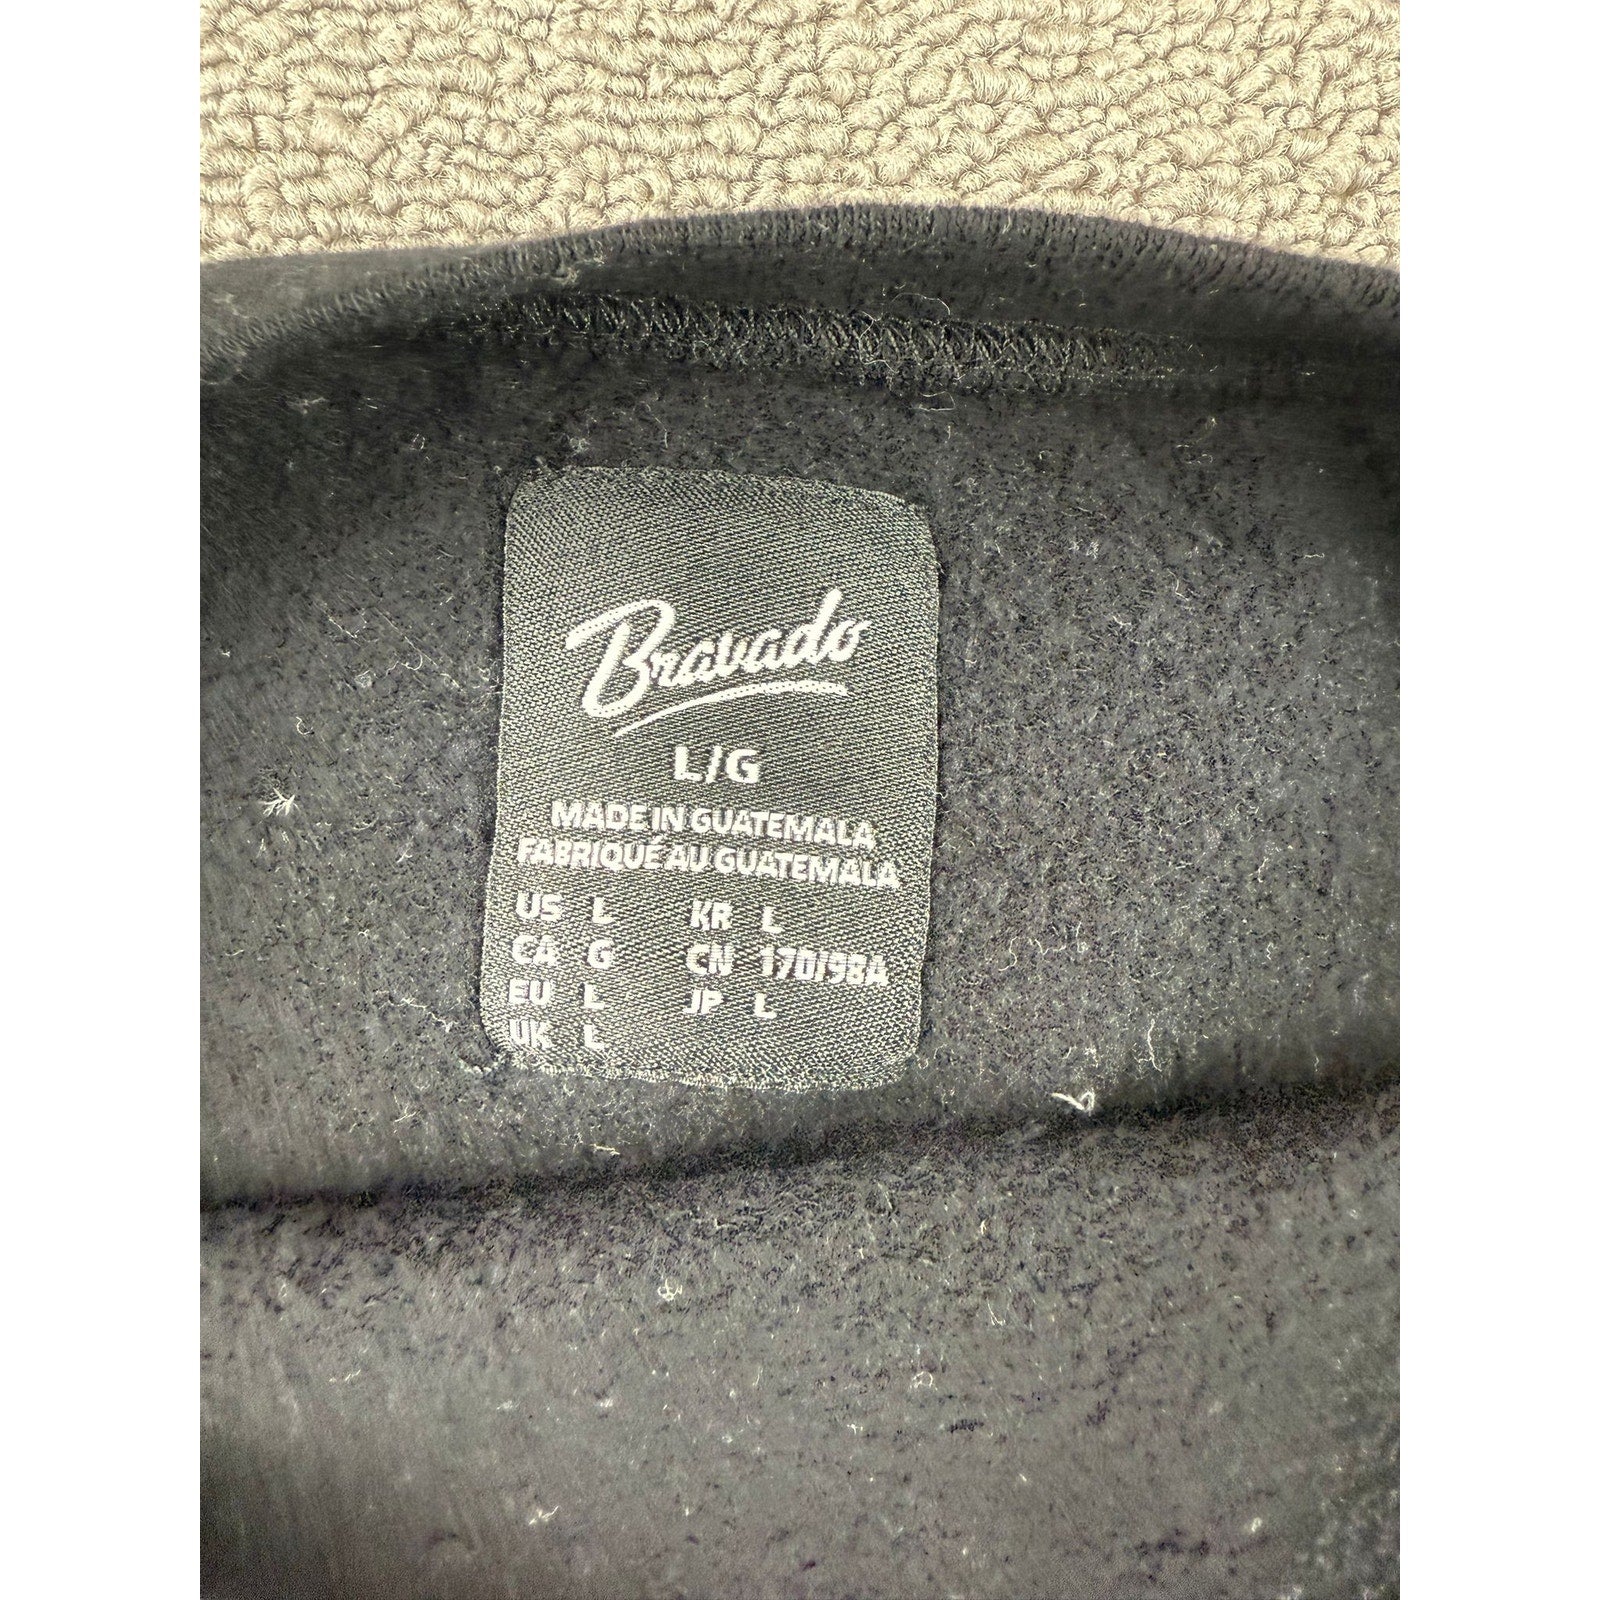 Bravado
L/G
MADE IN GUATEMALA
FABRIQUÉ AU GUATEMALA
US L KR L
CA G CN 170/98A
EU L JP L
UK L